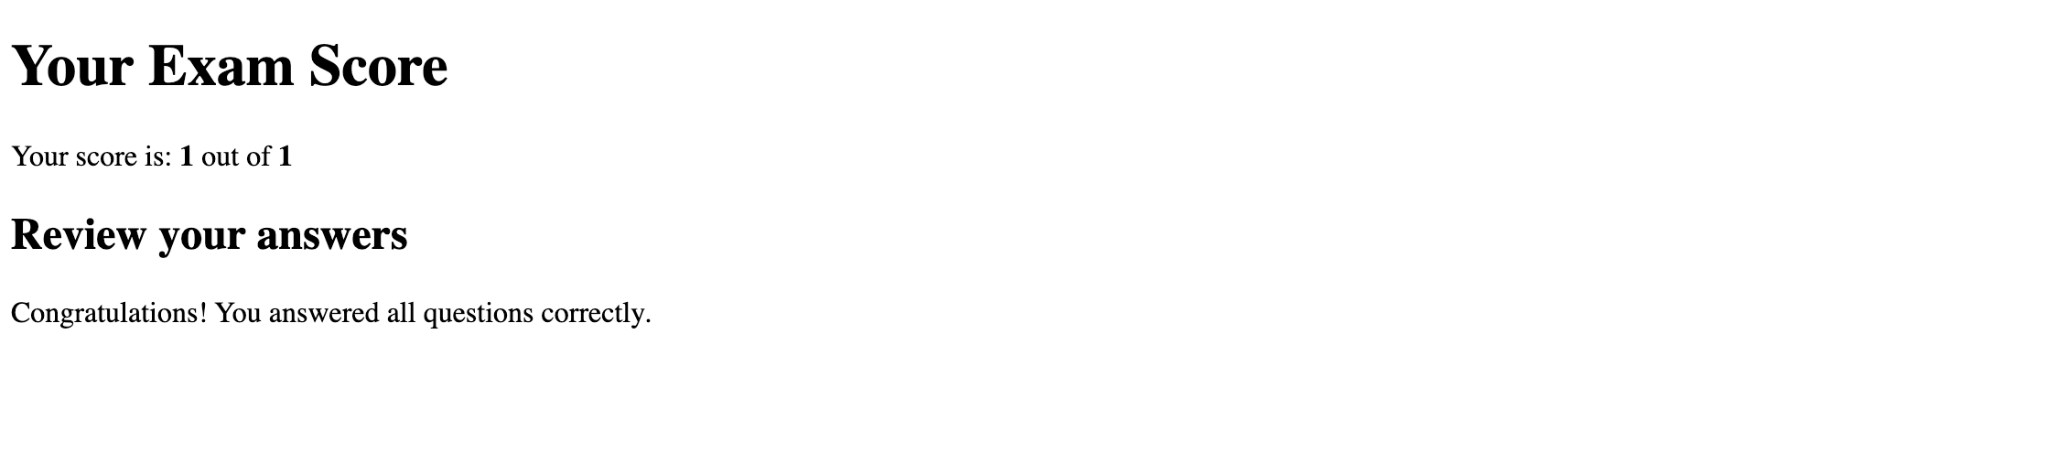 Your Exam Score
Your score is: 1 out of 1
Review your answers
Congratulations! You answered all questions correctly.